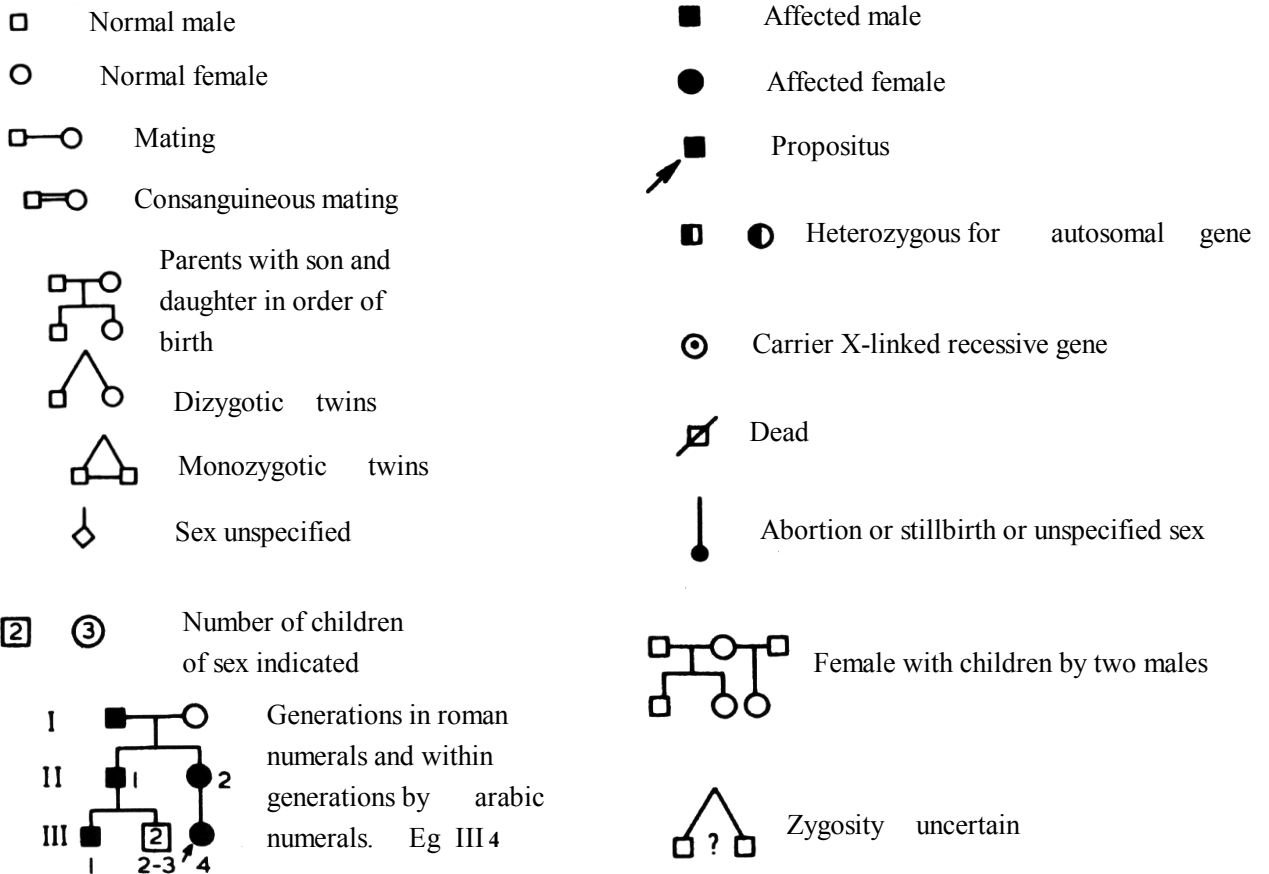 Normal male
Normal female
Mating
Consanguineous mating
Parents with son and
daughter in order of
birth
Dizygotic twins
Monozygotic twins
Sex unspecified
2 3 Number of children
of sex indicated
I
II 1 2
III 2
1 2-3 4
Generations in roman
numerals and within
generations by arabic
numerals. Eg III 4
Affected male
Affected female
Propositus
Heterozygous for autosomal gene
Carrier X-linked recessive gene
Dead
Abortion or stillbirth or unspecified sex
Female with children by two males
? Zygosity uncertain